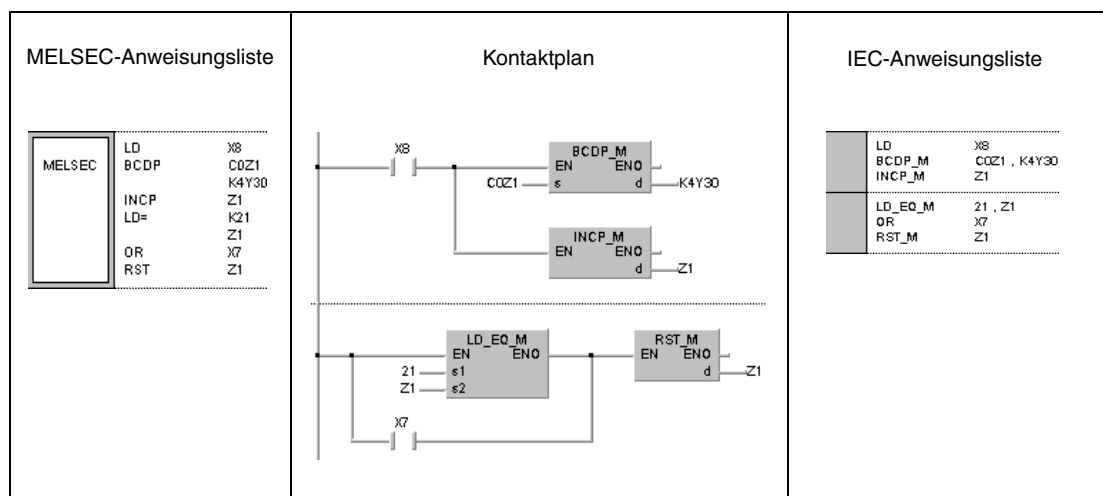 MELSEC-Anweisungsliste
MELSEC
LD X8
BCDP C0Z1
K4Y30
INCP Z1
LD= K21
Z1
OR X7
RST Z1
Kontaktplan
X8
BCDP_M
EN ENO
C0Z1 s d K4Y30
INCP_M
EN ENO
d Z1
LD_EQ_M
EN ENO
21 s1
Z1 s2
RST_M
EN ENO
d Z1
X7
IEC-Anweisungsliste
LD X8
BCDP_M C0Z1 , K4Y30
INCP_M Z1
LD_EQ_M 21 , Z1
OR X7
RST_M Z1